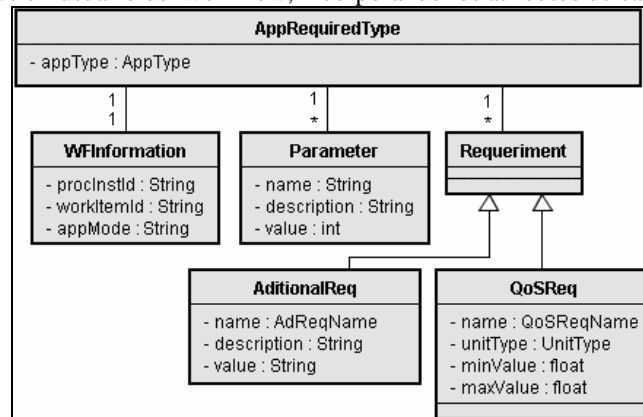 AppRequiredType
- appType : AppType
1 1 1
1 * *
WFInformation
- procInstId : String
- workItemId : String
- appMode : String
Parameter
- name : String
- description : String
- value : int
Requeriment
AditionalReq
- name : AdReqName
- description : String
- value : String
QoSReq
- name : QoSReqName
- unitType : UnitType
- minValue : float
- maxValue : float